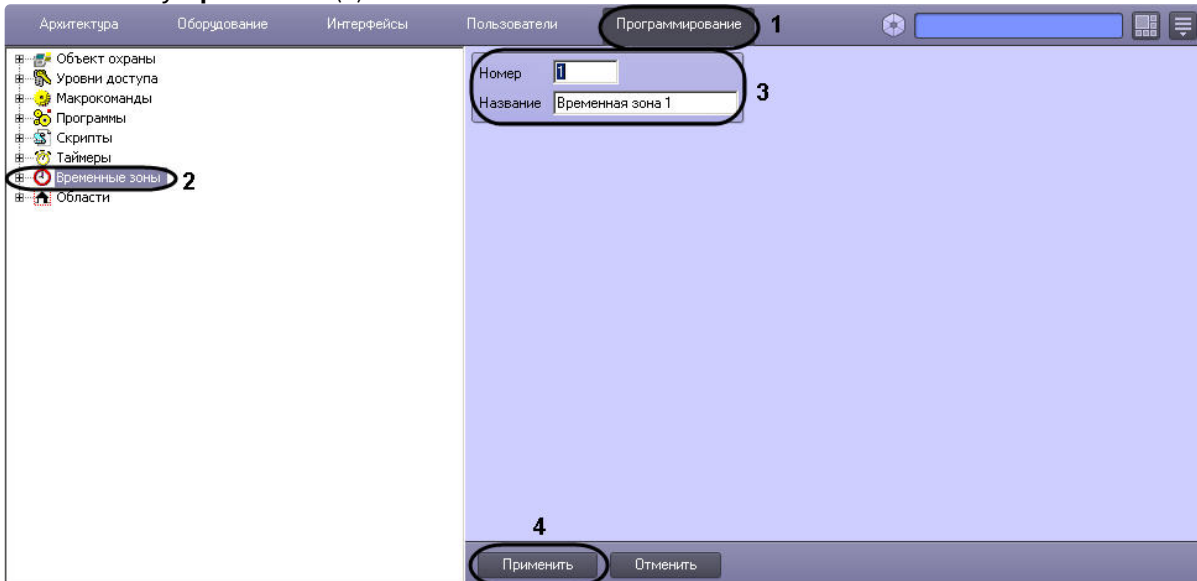 Архитектура Оборудование Интерфейсы Пользователи Программирование 1
Объект охраны
Уровни доступа
Макрокоманды
Программы
Скрипты
Таймеры
Временные зоны 2
Области
Номер 1
Название Временная зона 1
3
4
Применить Отменить